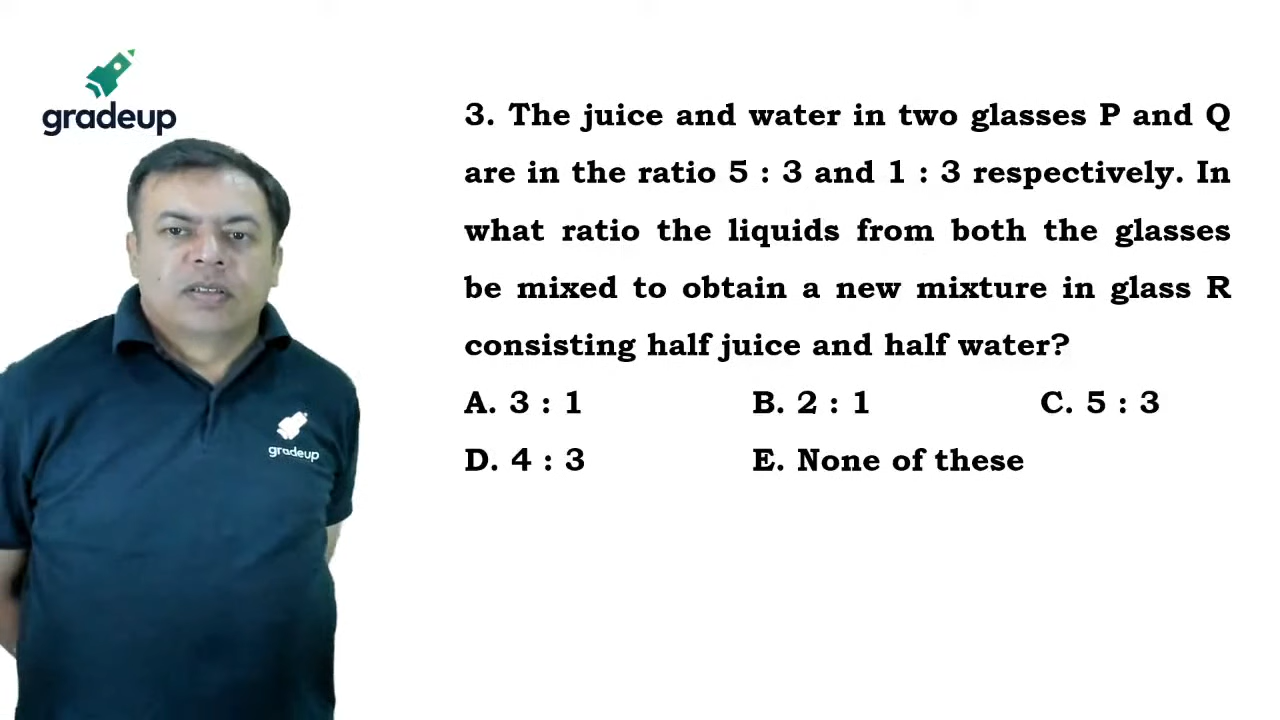 gradeup
3. The juice and water in two glasses P and Q
are in the ratio 5 : 3 and 1 : 3 respectively. In
what ratio the liquids from both the glasses
be mixed to obtain a new mixture in glass R
consisting half juice and half water?
A. 3 : 1 B. 2 : 1 C. 5 : 3
D. 4 : 3 E. None of these
gradeup